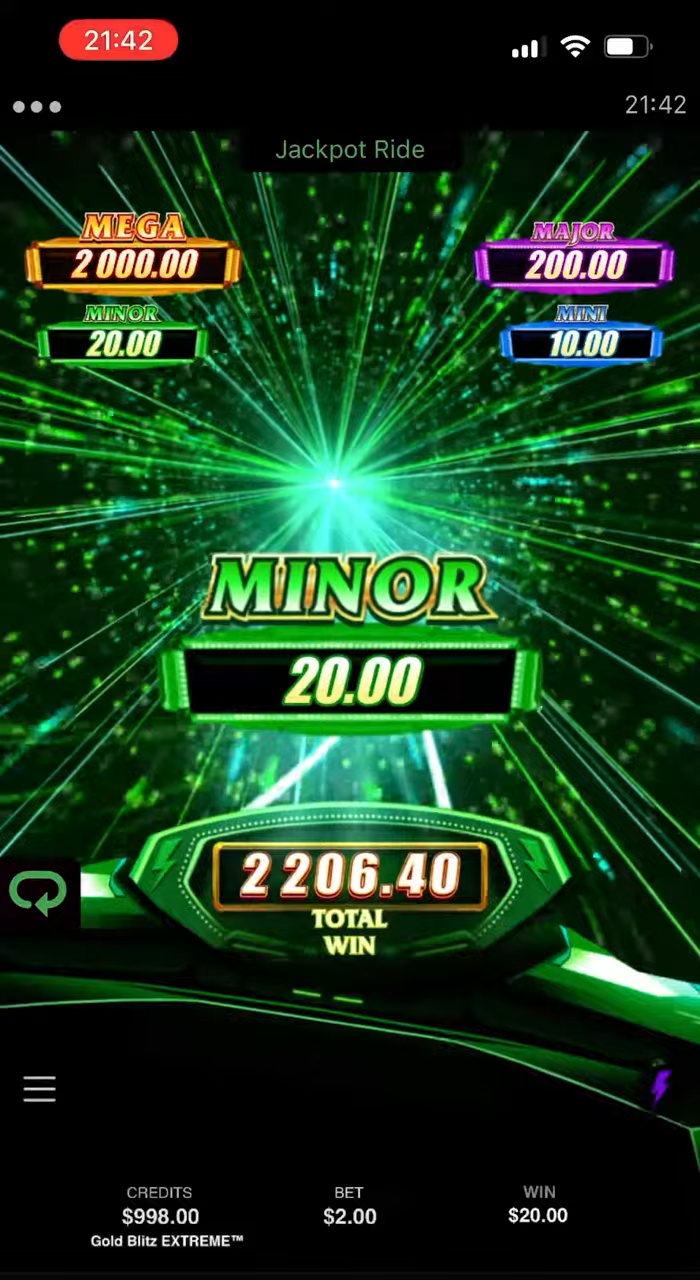 21:42
21:42
Jackpot Ride
MEGA
2 000.00
MAJOR
200.00
MINOR
20.00
MINI
10.00
MINOR
20.00
2 206.40
TOTAL
WIN
CREDITS
$998.00
BET
$2.00
WIN
$20.00
Gold Blitz EXTREME™